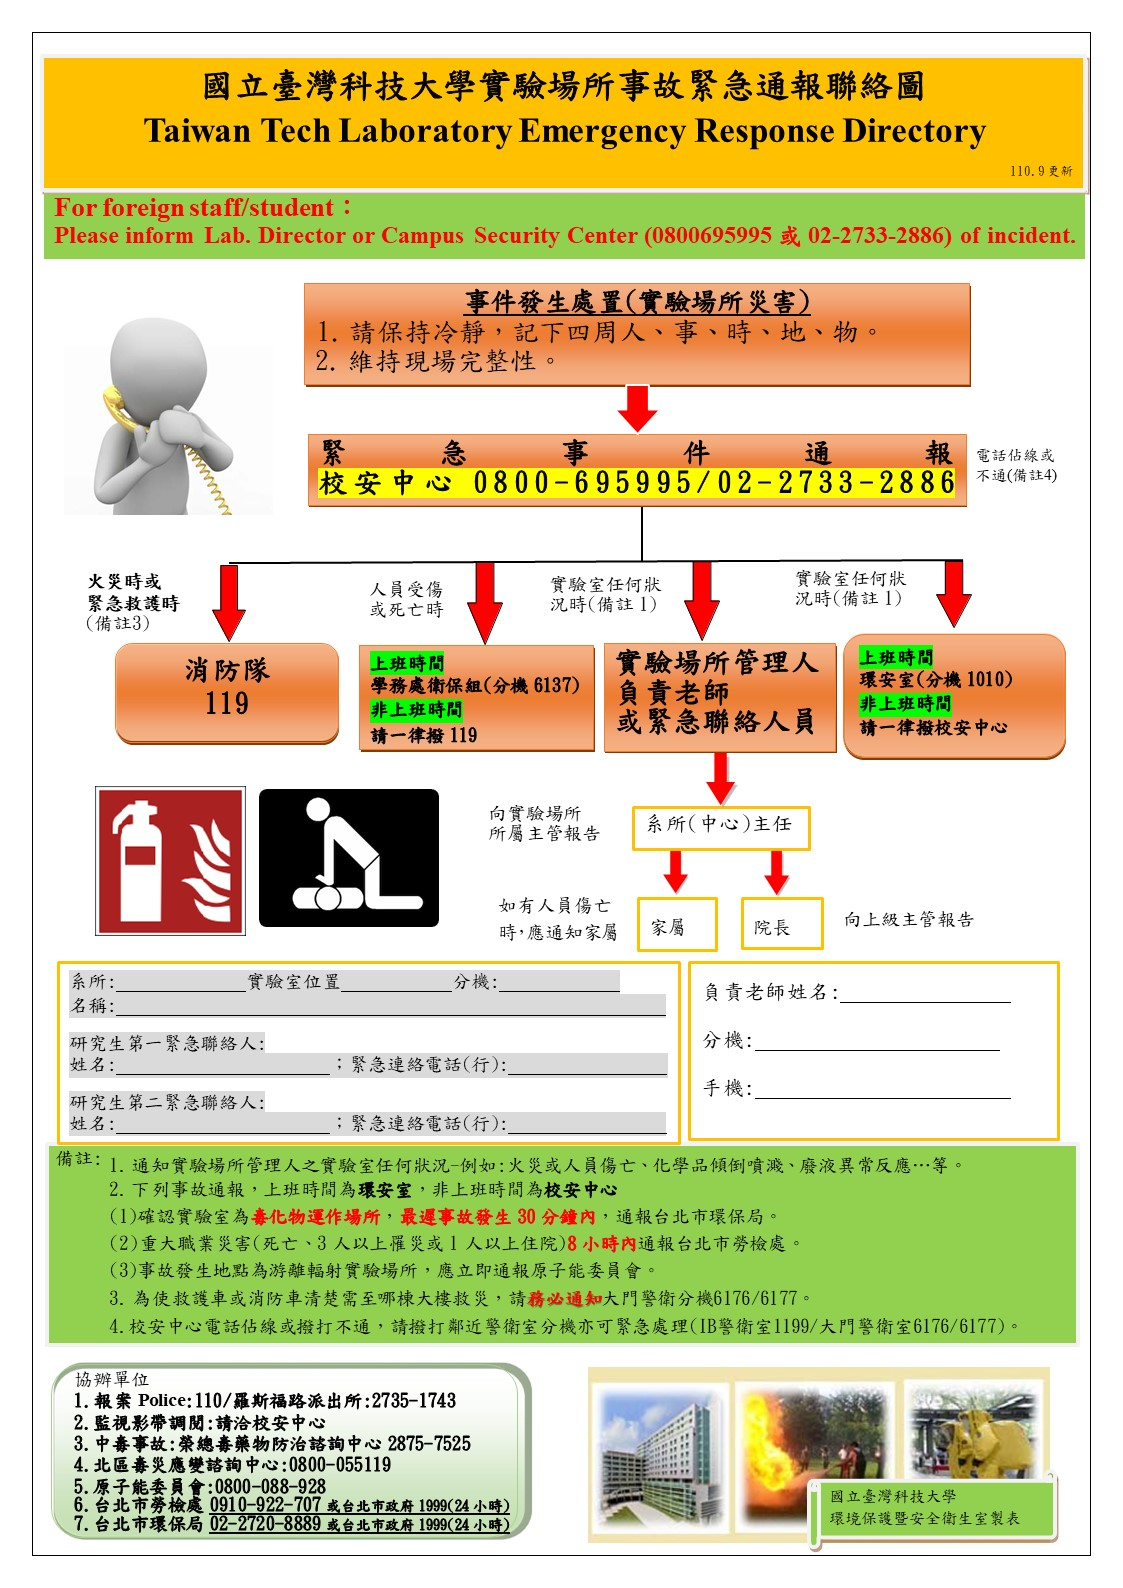 國立臺灣科技大學實驗場所事故緊急通報聯絡圖
Taiwan Tech Laboratory Emergency Response Directory
110.9更新
For foreign staff/student：
Please inform Lab. Director or Campus Security Center (0800695995 或 02-2733-2886) of incident.
事件發生處置(實驗場所災害)
1. 請保持冷靜，記下四周人、事、時、地、物。
2. 維持現場完整性。
緊急事件通報
校安中心 0800-695995/02-2733-2886
電話佔線或
不通(備註4)
火災時或
緊急救護時
(備註3)
人員受傷
或死亡時
實驗室任何狀
況時(備註 1)
實驗室任何狀
況時(備註 1)
消防隊
119
上班時間
學務處衛保組(分機 6137)
非上班時間
請一律撥 119
實驗場所管理人
負責老師
或緊急聯絡人員
上班時間
環安室(分機 1010)
非上班時間
請一律撥校安中心
向實驗場所
所屬主管報告
系所(中心)主任
如有人員傷亡
時，應通知家屬
家屬
院長
向上級主管報告
系所:____________實驗室位置__________分機:___________
名稱:
研究生第一緊急聯絡人:
姓名:____________________；緊急連絡電話(行):______________
研究生第二緊急聯絡人:
姓名:____________________；緊急連絡電話(行):______________
負責老師姓名:
分機:
手機:
備註: 1. 通知實驗場所管理人之實驗室任何狀況-例如:火災或人員傷亡、化學品傾倒噴濺、廢液異常反應…等。
2. 下列事故通報，上班時間為環安室，非上班時間為校安中心
(1)確認實驗室為毒化物運作場所，最遲事故發生 30 分鐘內，通報台北市環保局。
(2)重大職業災害(死亡、3 人以上罹災或 1 人以上住院)8 小時內通報台北市勞檢處。
(3)事故發生地點為游離輻射實驗場所，應立即通報原子能委員會。
3. 為使救護車或消防車清楚需至哪棟大樓救災，請務必通知大門警衛分機6176/6177。
4.校安中心電話佔線或撥打不通，請撥打鄰近警衛室分機亦可緊急處理(IB警衛室1199/大門警衛室6176/6177)。
協辦單位
1.報案 Police:110/羅斯福路派出所:2735-1743
2.監視影帶調閱:請洽校安中心
3.中毒事故:榮總毒藥物防治諮詢中心 2875-7525
4.北區毒災應變諮詢中心:0800-055119
5.原子能委員會:0800-088-928
6.台北市勞檢處 0910-922-707 或台北市政府 1999(24 小時)
7.台北市環保局 02-2720-8889 或台北市政府 1999(24 小時)
國立臺灣科技大學
環境保護暨安全衛生室製表